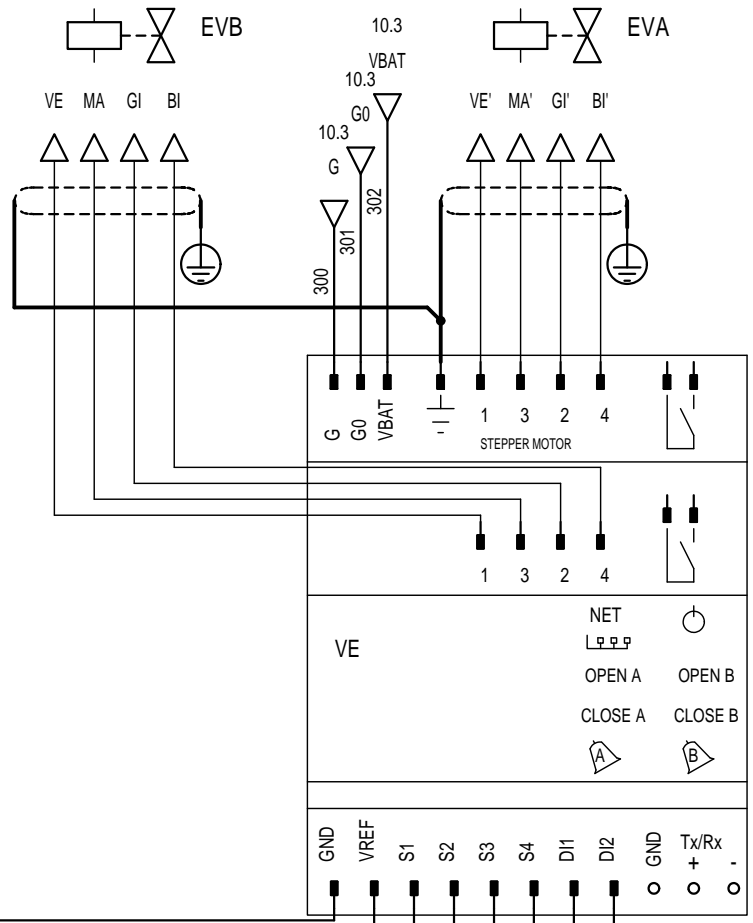 EVB
10.3
EVA
VBAT
10.3
VE MA GI BI
G0
VE' MA' GI' BI'
10.3
G
302
301
300
G G0 VBAT
1 3 2 4
STEPPER MOTOR
1 3 2 4
NET
VE
OPEN A OPEN B
CLOSE A CLOSE B
A B
GND VREF S1 S2 S3 S4 DI1 DI2 GND Tx/Rx
+ -